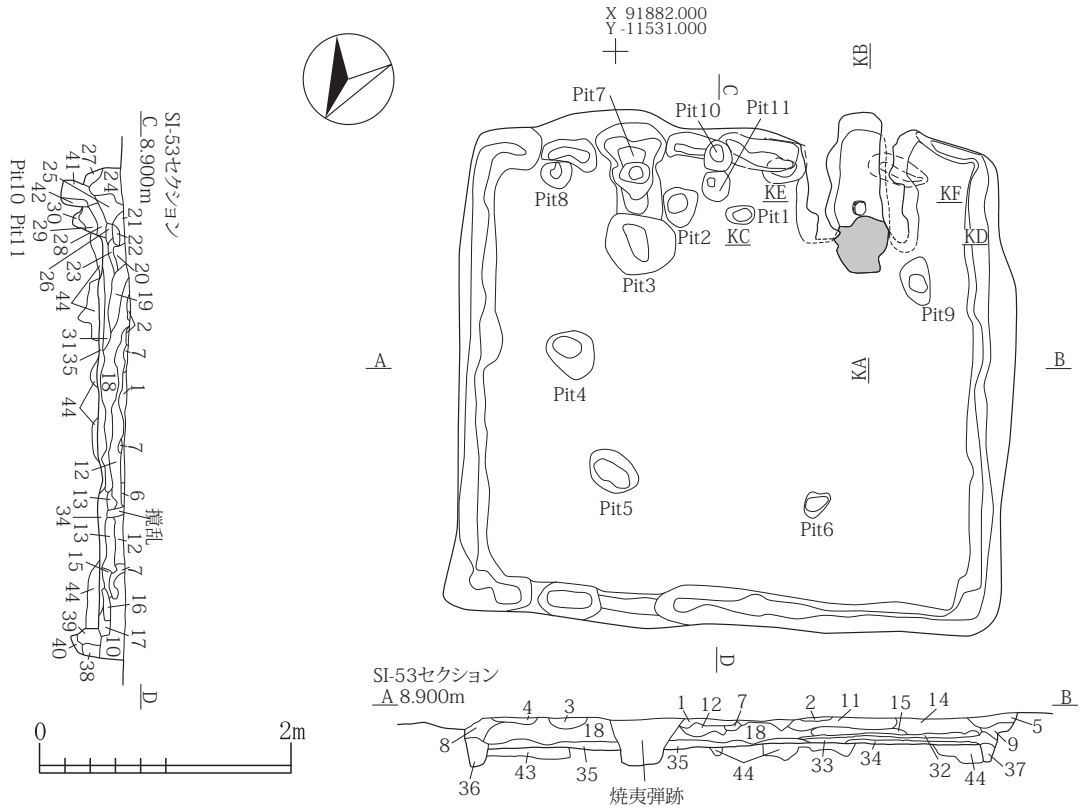 X 91882.000
Y -11531.000
KB
C
Pit7
Pit10
Pit11
Pit8
KE
KF
Pit2
Pit1
KC
KD
Pit3
Pit9
A
B
KA
Pit4
Pit5
Pit6
D
SI-53セクション
C 8.900m
27
24
41
25
42
30
29
28
26
23
21
22
20
19
44
2
31
35
7
18
1
44
7
12
6
13
撹乱
34
13
12
15
7
44
16
39
17
40
10
38
D
Pit10 Pit11
SI-53セクション
A 8.900m
B
4
3
1
12
7
2
11
15
14
5
8
18
18
9
36
43
35
35
44
33
34
32
44
37
焼夷弾跡
0
2m